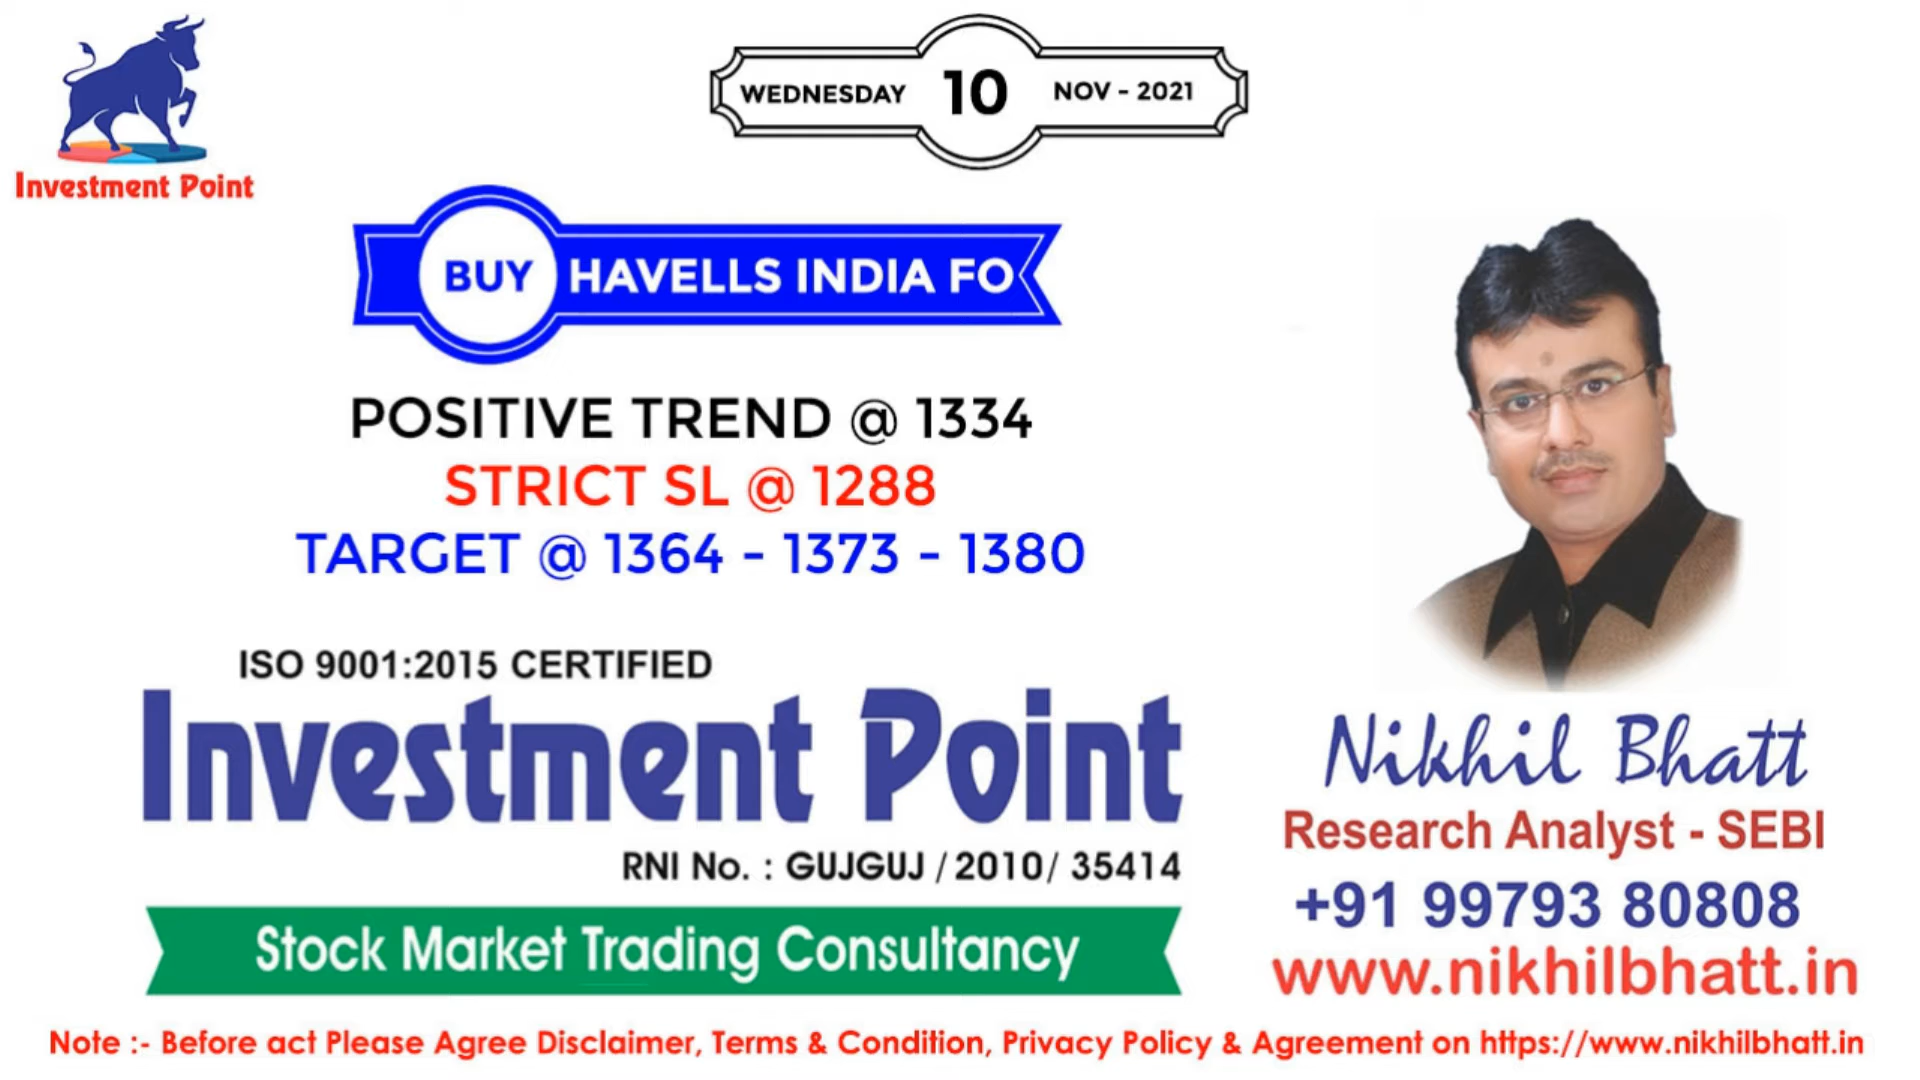 Investment Point
WEDNESDAY 10 NOV - 2021
BUY HAVELLS INDIA FO
POSITIVE TREND @ 1334
STRICT SL @ 1288
TARGET @ 1364 - 1373 - 1380
ISO 9001:2015 CERTIFIED
Investment Point
RNI No. : GUJGUJ / 2010/ 35414
Stock Market Trading Consultancy
Nikhil Bhatt
Research Analyst - SEBI
+91 99793 80808
www.nikhilbhatt.in
Note :- Before act Please Agree Disclaimer, Terms & Condition, Privacy Policy & Agreement on https://www.nikhilbhatt.in